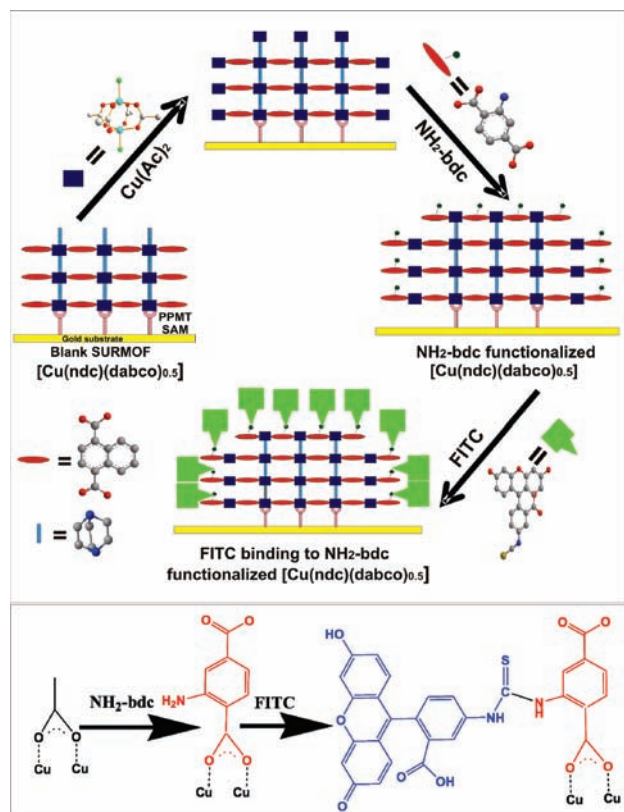 Cu(Ac)2
NH2-bdc
=
=
PPMT
SAM
Gold substrate
Blank SURMOF
[Cu(ndc)(dabco)0.5]
NH2-bdc functionalized
[Cu(ndc)(dabco)0.5]
FITC
=
=
=
FITC binding to NH2-bdc
functionalized [Cu(ndc)(dabco)0.5]
O
O
HO
S
NH2-bdc
H2N
FITC
O
NH
N
H
O
O
O
O
O
O
O
OH
O
O
O
Cu
Cu
Cu
Cu
Cu
Cu